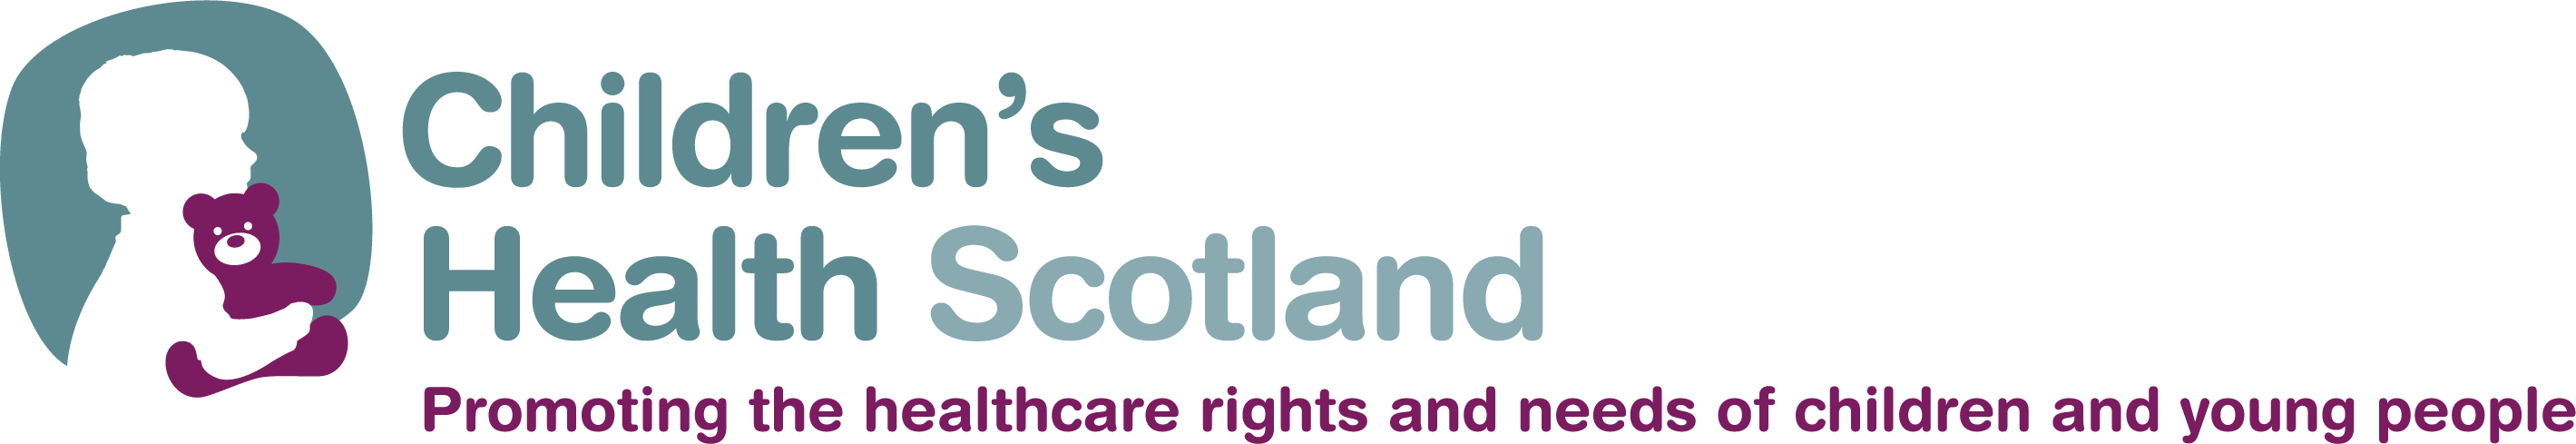 Children’s
Health Scotland
Promoting the healthcare rights and needs of children and young people